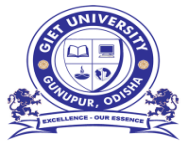 GIET UNIVERSITY
GUNUPUR, ODISHA
EXCELLENCE - OUR ESSENCE